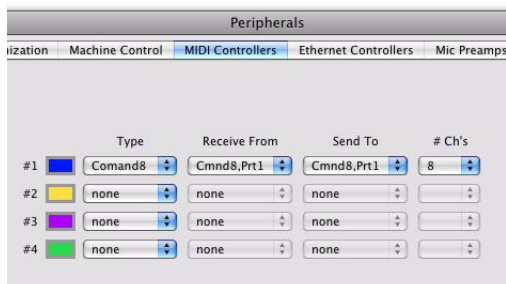 Peripherals
nization Machine Control MIDI Controllers Ethernet Controllers Mic Preamps
Type Receive From Send To # Ch's
#1 Comand8 Cmnd8,Prt1 Cmnd8,Prt1 8
#2 none none none
#3 none none none
#4 none none none